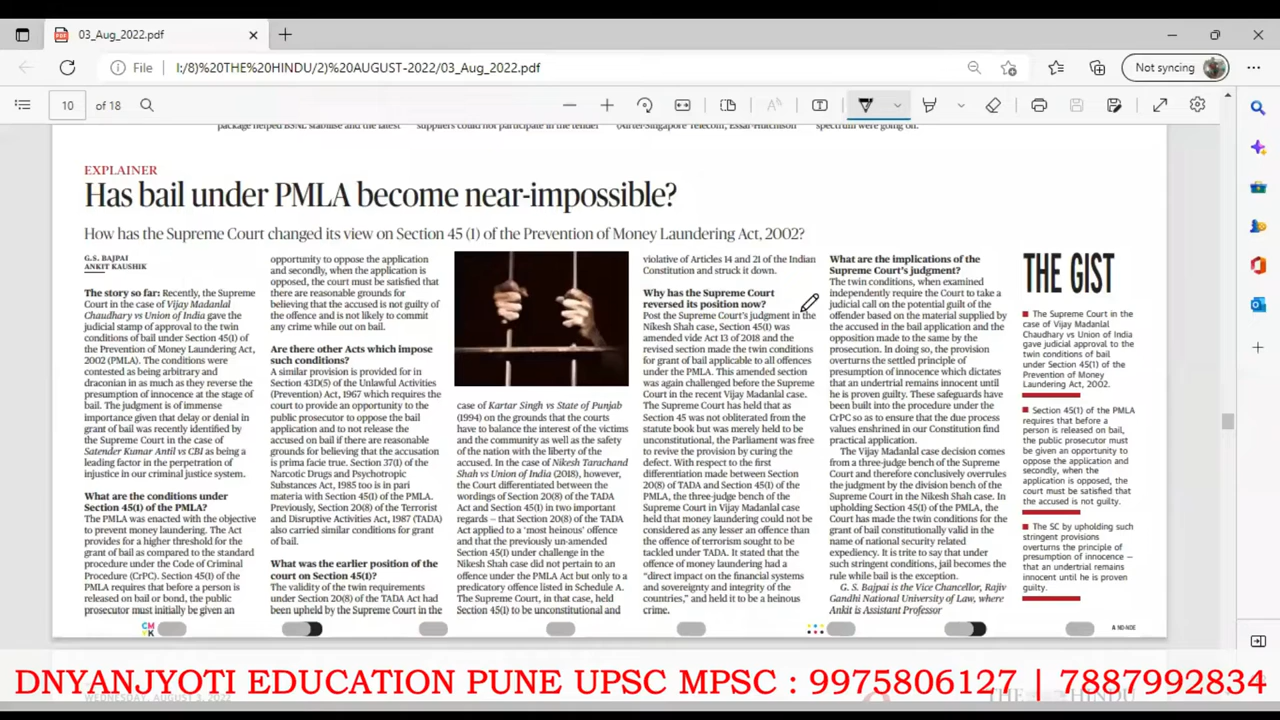 03_Aug_2022.pdf
File
I:/8)%20THE%20HINDU/2)%20AUGUST-2022/03_Aug_2022.pdf
Not syncing
10 of 18
package helped BSNL stabilise and the latest
suppliers could not participate in the tender
spectrum were going on.
EXPLAINER
Has bail under PMLA become near-impossible?
How has the Supreme Court changed its view on Section 45 (1) of the Prevention of Money Laundering Act, 2002?
G.S. BAJPAI
ANKIT KAUSHIK
The story so far: Recently, the Supreme
Court in the case of Vijay Madanlal
Chaudhary vs Union of India gave the
judicial stamp of approval to the twin
conditions of bail under Section 45(1) of
the Prevention of Money Laundering Act,
2002 (PMLA). The conditions were
contested as being arbitrary and
draconian in as much as they reverse the
presumption of innocence at the stage of
bail. The judgment is of immense
importance given that delay or denial in
grant of bail was recently identified by
the Supreme Court in the case of
Satender Kumar Antil vs CBI as being a
leading factor in the perpetration of
injustice in our criminal justice system.
What are the conditions under
Section 45(1) of the PMLA?
The PMLA was enacted with the objective
to prevent money laundering. The Act
provides for a higher threshold for the
grant of bail as compared to the standard
procedure under the Code of Criminal
Procedure (CrPC). Section 45(1) of the
PMLA requires that before a person is
released on bail or bond, the public
prosecutor must initially be given an
opportunity to oppose the application
and secondly, when the application is
opposed, the court must be satisfied that
there are reasonable grounds for
believing that the accused is not guilty of
the offence and is not likely to commit
any crime while out on bail.
Are there other Acts which impose
such conditions?
A similar provision is provided for in
Section 43D(5) of the Unlawful Activities
(Prevention) Act, 1967 which requires the
court to provide an opportunity to the
public prosecutor to oppose the bail
application and to not release the
accused on bail if there are reasonable
grounds for believing that the accusation
is prima facie true. Section 37(1) of the
Narcotic Drugs and Psychotropic
Substances Act, 1985 too is in pari
materia with Section 45(1) of the PMLA.
Previously, Section 20(8) of the Terrorist
and Disruptive Activities Act, 1987 (TADA)
also carried similar conditions for grant
of bail.
What was the earlier position of the
court on Section 45(1)?
The validity of the twin requirements
under Section 20(8) of the TADA Act had
been upheld by the Supreme Court in the
case of Kartar Singh vs State of Punjab
(1994) on the grounds that the courts
have to balance the interest of the victims
and the community as well as the safety
of the nation with the liberty of the
accused. In the case of Nikesh Tarachand
Shah vs Union of India (2018), however,
the Court differentiated between the
wordings of Section 20(8) of the TADA
Act and Section 45(1) in two important
regards – that Section 20(8) of the TADA
Act applied to a ‘most heinous’ offence
and that the previously un-amended
Section 45(1) under challenge in the
Nikesh Shah case did not pertain to an
offence under the PMLA Act but only to a
predicatory offence listed in Schedule A.
The Supreme Court, in that case, held
Section 45(1) to be unconstitutional and
violative of Articles 14 and 21 of the Indian
Constitution and struck it down.
Why has the Supreme Court
reversed its position now?
Post the Supreme Court's judgment in the
Nikesh Shah case, Section 45(1) was
amended vide Act 13 of 2018 and the
revised section made the twin conditions
for grant of bail applicable to all offences
under the PMLA. This amended section
was again challenged before the Supreme
Court in the recent Vijay Madanlal case.
The Supreme Court has held that as
Section 45 was not obliterated from the
statute book but was merely held to be
unconstitutional, the Parliament was free
to revive the provision by curing the
defect. With respect to the first
differentiation made between Section
20(8) of TADA and Section 45(1) of the
PMLA, the three-judge bench of the
Supreme Court in Vijay Madanlal case
held that money laundering could not be
considered as any lesser an offence than
the offence of terrorism sought to be
tackled under TADA. It stated that the
offence of money laundering had a
“direct impact on the financial systems
and sovereignty and integrity of the
countries,” and held it to be a heinous
crime.
What are the implications of the
Supreme Court's judgment?
The twin conditions, when examined
independently require the Court to take a
judicial call on the potential guilt of the
offender based on the material supplied by
the accused in the bail application and the
opposition made to the same by the
prosecution. In doing so, the provision
overturns the settled principle of
presumption of innocence which dictates
that an undertrial remains innocent until
he is proven guilty. These safeguards have
been built into the procedure under the
CrPC so as to ensure that the due process
values enshrined in our Constitution find
practical application.
The Vijay Madanlal case decision comes
from a three-judge bench of the Supreme
Court and therefore conclusively overrules
the judgment by the division bench of the
Supreme Court in the Nikesh Shah case. In
upholding Section 45(1) of the PMLA, the
Court has made the twin conditions for the
grant of bail constitutionally valid in the
name of national security related
expediency. It is trite to say that under
such stringent conditions, jail becomes the
rule while bail is the exception.
G. S. Bajpai is the Vice Chancellor, Rajiv
Gandhi National University of Law, where
Ankit is Assistant Professor
THE GIST
The Supreme Court in the
case of Vijay Madanlal
Chaudhary vs Union of India
gave judicial approval to the
twin conditions of bail
under Section 45(1) of the
Prevention of Money
Laundering Act, 2002.
Section 45(1) of the PMLA
requires that before a
person is released on bail,
the public prosecutor must
be given an opportunity to
oppose the application and
secondly, when the
application is opposed, the
court must be satisfied that
the accused is not guilty.
The SC by upholding such
stringent provisions
overturns the principle of
presumption of innocence —
that an undertrial remains
innocent until he is proven
guilty.
CM
YK
A ND-NDE
DNYANJYOTI EDUCATION PUNE UPSC MPSC : 9975806127 | 7887992834
WEDNESDAY, AUGUST 3, 2022